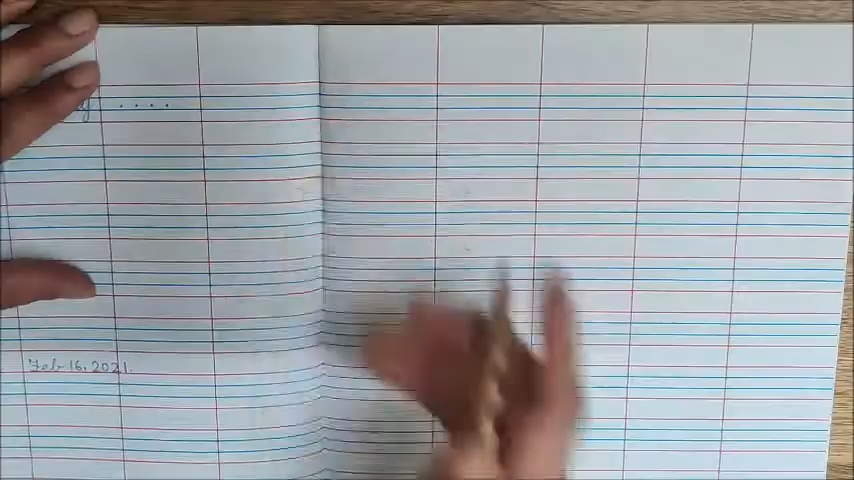 g . . . .
Feb 16, 2021.